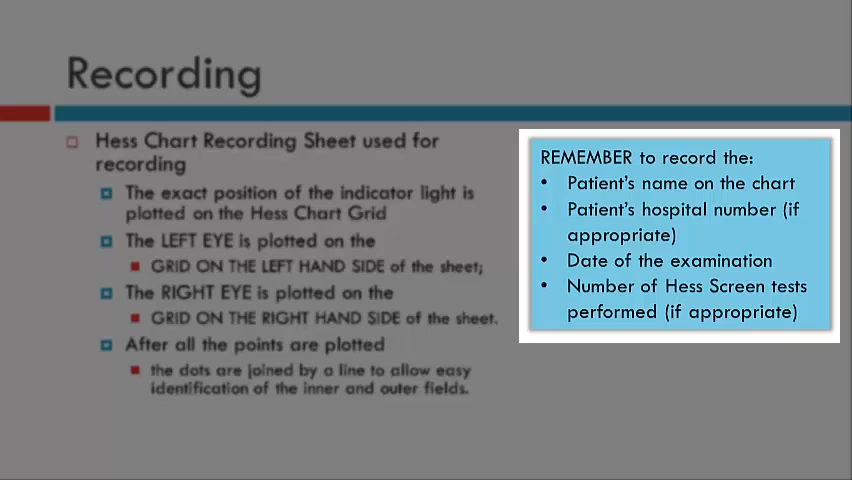 Recording
Hess Chart Recording Sheet used for
recording
The exact position of the indicator light is
plotted on the Hess Chart Grid
The LEFT EYE is plotted on the
GRID ON THE LEFT HAND SIDE of the sheet;
The RIGHT EYE is plotted on the
GRID ON THE RIGHT HAND SIDE of the sheet.
After all the points are plotted
the dots are joined by a line to allow easy
identification of the inner and outer fields.
REMEMBER to record the:
• Patient's name on the chart
• Patient's hospital number (if
appropriate)
• Date of the examination
• Number of Hess Screen tests
performed (if appropriate)